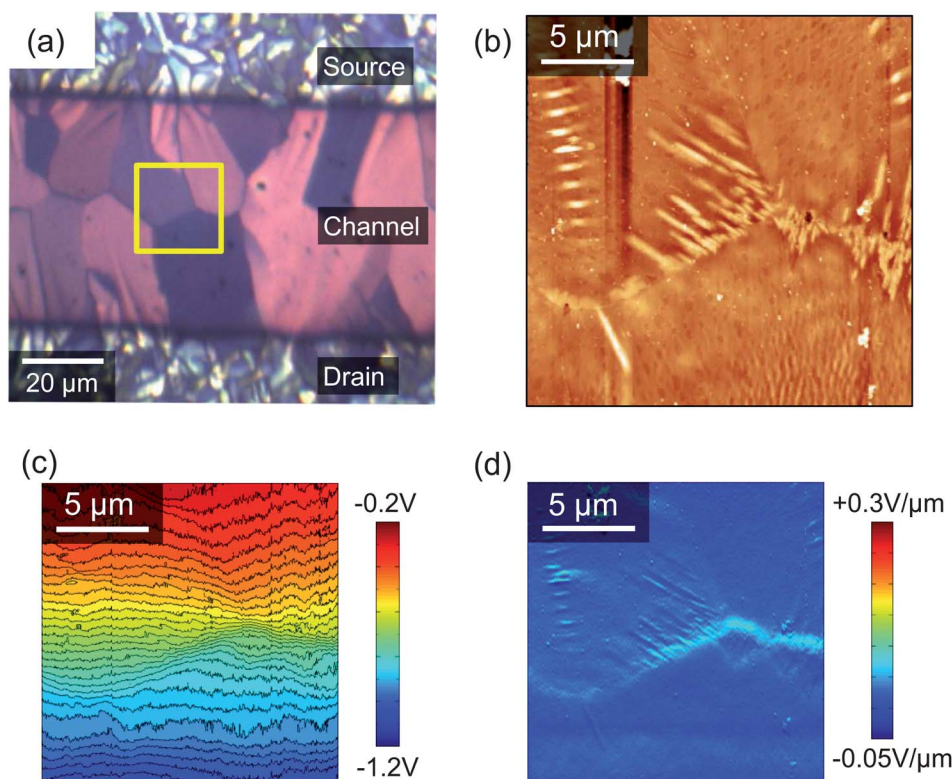 (a)
Source
Channel
Drain
20 µm
(b)
5 µm
(c)
5 µm
-0.2V
-1.2V
(d)
5 µm
+0.3V/µm
-0.05V/µm